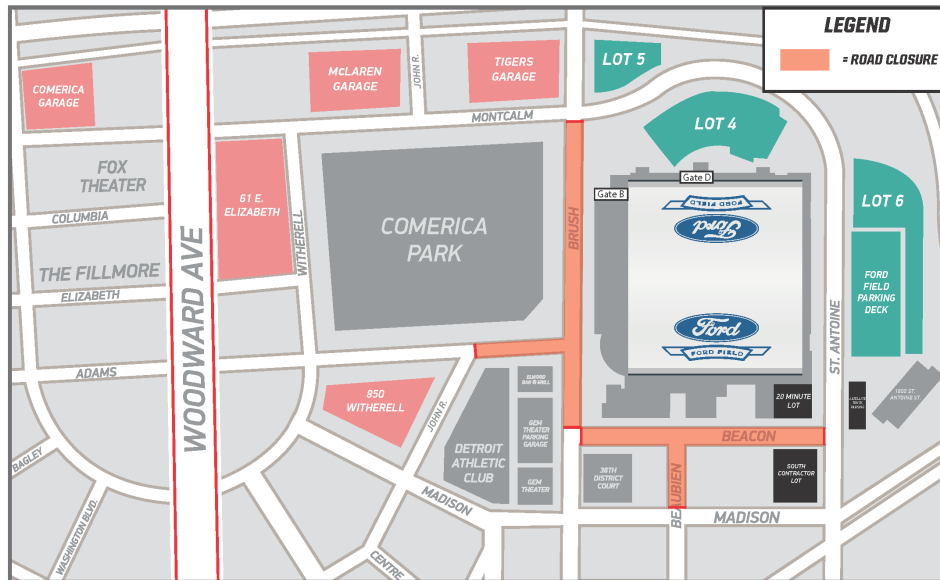 LEGEND
= ROAD CLOSURE
COMERICA
GARAGE
McLAREN
GARAGE
JOHN R.
TIGERS
GARAGE
LOT 5
MONTCALM
LOT 4
FOX
THEATER
61 E.
ELIZABETH
COLUMBIA
WITHERELL
COMERICA
PARK
BRUSH
Gate D
Gate B
FORD FIELD
Ford
LOT 6
THE FILLMORE
ELIZABETH
WOODWARD AVE
FORD
FIELD
PARKING
DECK
Ford
FORD FIELD
ST. ANTOINE
ADAMS
850
WITHERELL
JOHN R.
ELWOOD
BAR & GRILL
20 MINUTE
LOT
1902 ST.
ANTOINE ST.
GEM
THEATER
PARKING
GARAGE
DETROIT
ATHLETIC
CLUB
GEM
THEATER
BEACON
36TH
DISTRICT
COURT
BEAUBIEN
SOUTH
CONTRACTOR
LOT
BAGLEY
WASHINGTON BLVD.
MADISON
MADISON
CENTRE